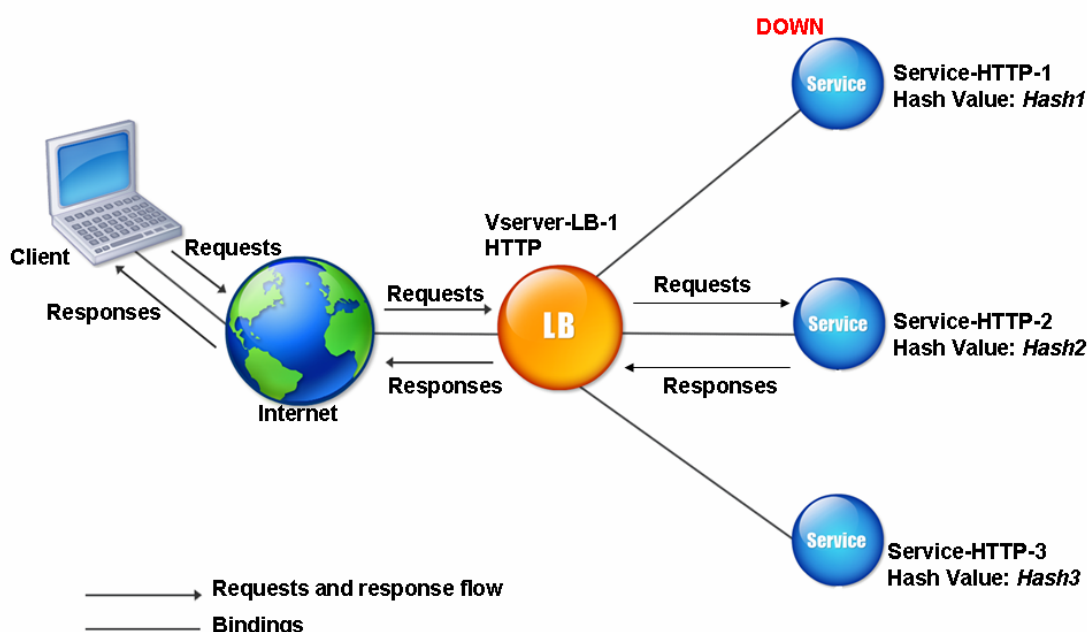 DOWN
Service
Service-HTTP-1
Hash Value: Hash1
Vserver-LB-1
HTTP
Client
Requests
Responses
Requests
Responses
Internet
LB
Requests
Responses
Service
Service-HTTP-2
Hash Value: Hash2
Service
Service-HTTP-3
Hash Value: Hash3
Requests and response flow
Bindings